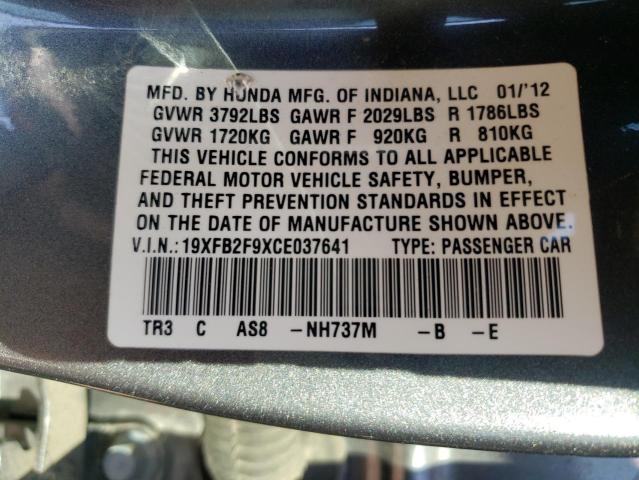 MFD. BY HONDA MFG. OF INDIANA, LLC 01/'12
GVWR 3792LBS GAWR F 2029LBS R 1786LBS
GVWR 1720KG GAWR F 920KG R 810KG
THIS VEHICLE CONFORMS TO ALL APPLICABLE
FEDERAL MOTOR VEHICLE SAFETY, BUMPER,
AND THEFT PREVENTION STANDARDS IN EFFECT
ON THE DATE OF MANUFACTURE SHOWN ABOVE.
V.I.N.:19XFB2F9XCE037641 TYPE: PASSENGER CAR
TR3 C AS8 -NH737M -B -E